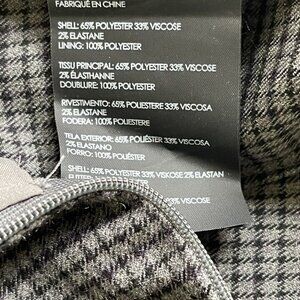 FABRIQUÉ EN CHINE
SHELL: 65% POLYESTER 33% VISCOSE
2% ELASTANE
LINING: 100% POLYESTER
TISSU PRINCIPAL: 65% POLYESTER 33% VISCOSE
2% ÉLASTHANNE
DOUBLURE: 100% POLYESTER
RIVESTIMENTO: 65% POLIESTERE 33% VISCOSA
2% ELASTANE
FODERA: 100% POLIESTERE
TELA EXTERIOR: 65% POLIÉSTER 33% VISCOSA
2% ELASTANO
FORRO: 100% POLIÉSTER
SHELL: 65% POLYESTER 33% VISKOSE 2% ELASTAN
VISCOSE